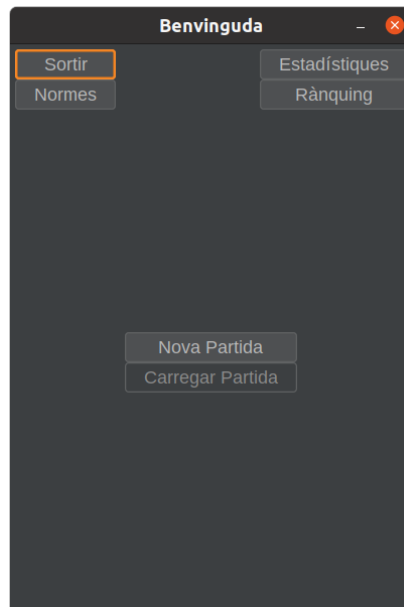 Benvinguda
Sortir
Estadístiques
Normes
Rànquing
Nova Partida
Carregar Partida